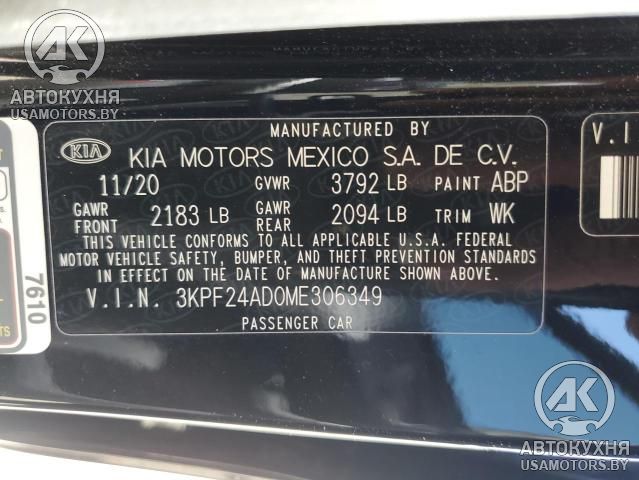 АВТОКУХНЯ
USAMOTORS.BY
MANUFACTURED BY
KIA KIA MOTORS MEXICO S.A. DE C.V.
11/20 GVWR 3792 LB PAINT ABP
GAWR FRONT 2183 LB GAWR REAR 2094 LB TRIM WK
THIS VEHICLE CONFORMS TO ALL APPLICABLE U.S.A. FEDERAL
MOTOR VEHICLE SAFETY, BUMPER, AND THEFT PREVENTION STANDARDS
IN EFFECT ON THE DATE OF MANUFACTURE SHOWN ABOVE.
V.I.N. 3KPF24AD0ME306349
PASSENGER CAR
7610
V.I
АК
АВТОКУХНЯ
USAMOTORS.BY